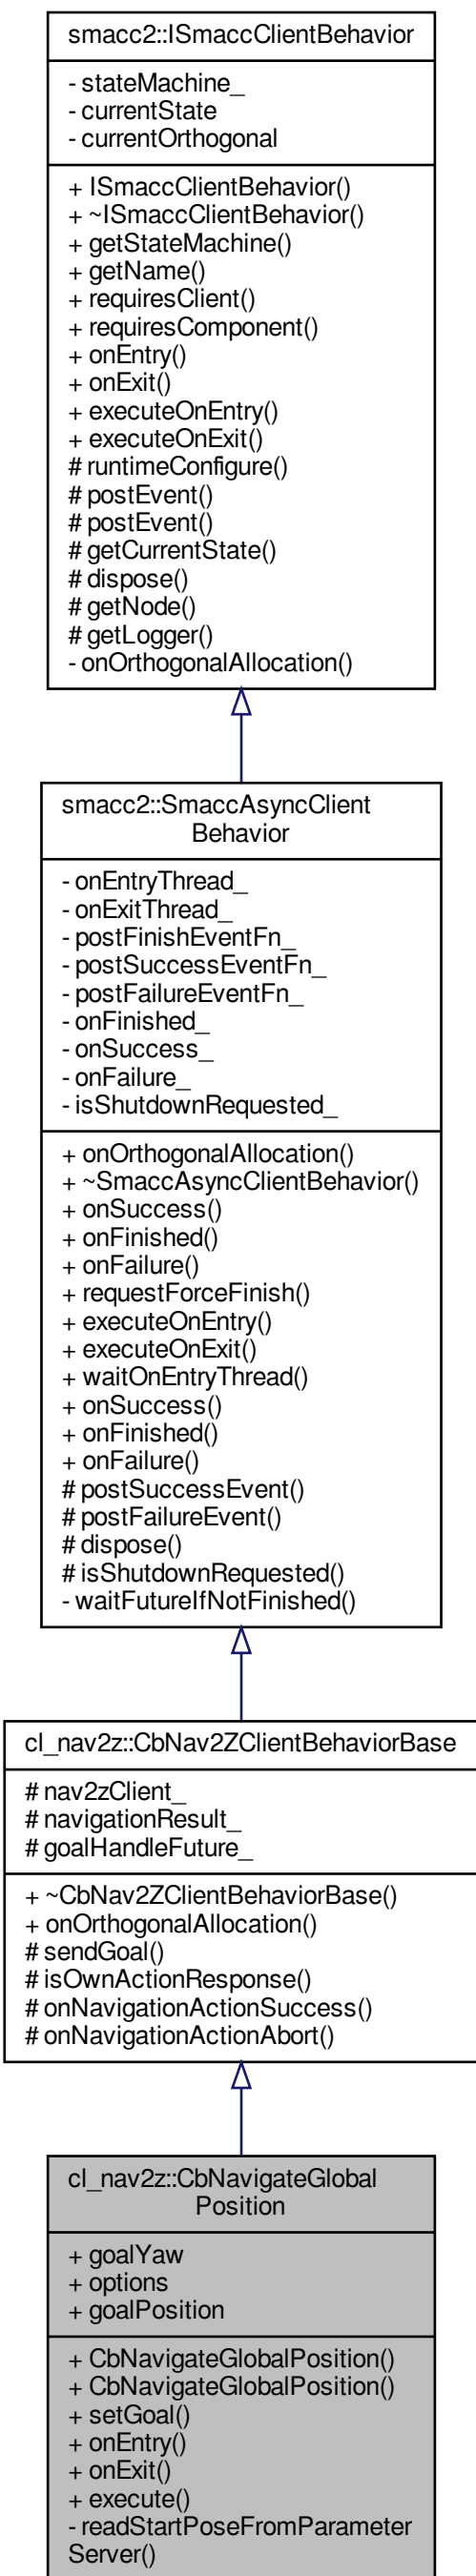 smacc2::ISmaccClientBehavior
- stateMachine_
- currentState
- currentOrthogonal
+ ISmaccClientBehavior()
+ ~ISmaccClientBehavior()
+ getStateMachine()
+ getName()
+ requiresClient()
+ requiresComponent()
+ onEntry()
+ onExit()
+ executeOnEntry()
+ executeOnExit()
# runtimeConfigure()
# postEvent()
# postEvent()
# getCurrentState()
# dispose()
# getNode()
# getLogger()
- onOrthogonalAllocation()
smacc2::SmaccAsyncClient
Behavior
- onEntryThread_
- onExitThread_
- postFinishEventFn_
- postSuccessEventFn_
- postFailureEventFn_
- onFinished_
- onSuccess_
- onFailure_
- isShutdownRequested_
+ onOrthogonalAllocation()
+ ~SmaccAsyncClientBehavior()
+ onSuccess()
+ onFinished()
+ onFailure()
+ requestForceFinish()
+ executeOnEntry()
+ executeOnExit()
+ waitOnEntryThread()
+ onSuccess()
+ onFinished()
+ onFailure()
# postSuccessEvent()
# postFailureEvent()
# dispose()
# isShutdownRequested()
- waitFutureIfNotFinished()
cl_nav2z::CbNav2ZClientBehaviorBase
# nav2zClient_
# navigationResult_
# goalHandleFuture_
+ ~CbNav2ZClientBehaviorBase()
+ onOrthogonalAllocation()
# sendGoal()
# isOwnActionResponse()
# onNavigationActionSuccess()
# onNavigationActionAbort()
cl_nav2z::CbNavigateGlobal
Position
+ goalYaw
+ options
+ goalPosition
+ CbNavigateGlobalPosition()
+ CbNavigateGlobalPosition()
+ setGoal()
+ onEntry()
+ onExit()
+ execute()
- readStartPoseFromParameter
Server()